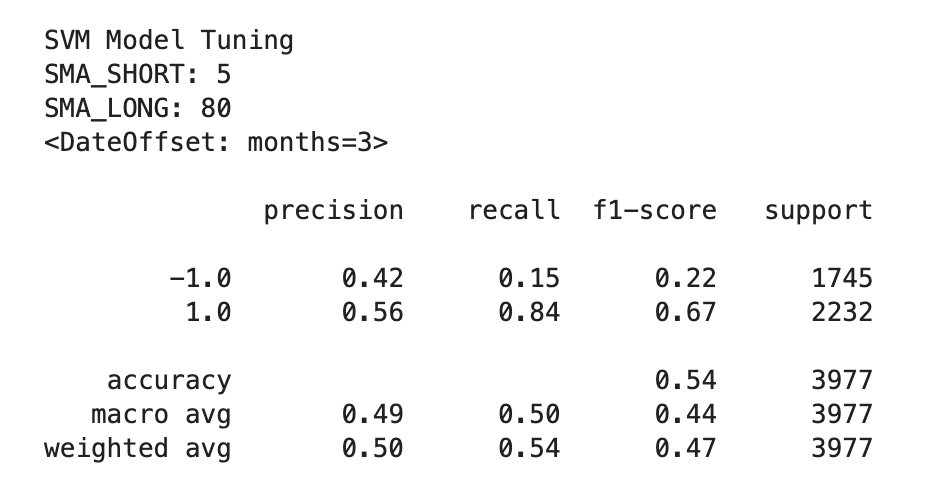 SVM Model Tuning
SMA_SHORT: 5
SMA_LONG: 80
<DateOffset: months=3>
precision recall f1-score support
-1.0 0.42 0.15 0.22 1745
1.0 0.56 0.84 0.67 2232
accuracy 0.54 3977
macro avg 0.49 0.50 0.44 3977
weighted avg 0.50 0.54 0.47 3977